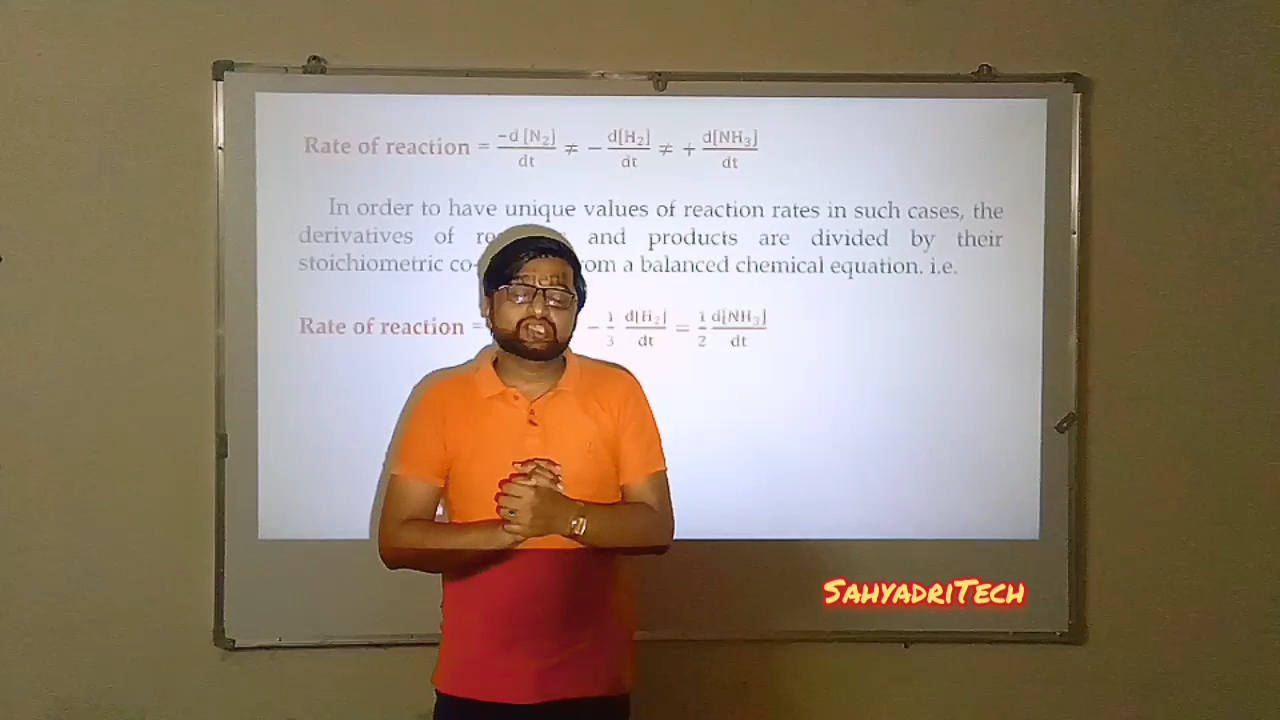 Rate of reaction = -d [N₂]/dt ≠ - d[H₂]/dt ≠ + d[NH₃]/dt
In order to have unique values of reaction rates in such cases, the
derivatives of and products are divided by their
stoichiometric from a balanced chemical equation. i.e.
Rate of reaction = - 1/3 d[H₂]/dt = 1/2 d[NH₃]/dt
SAHYADRITECH